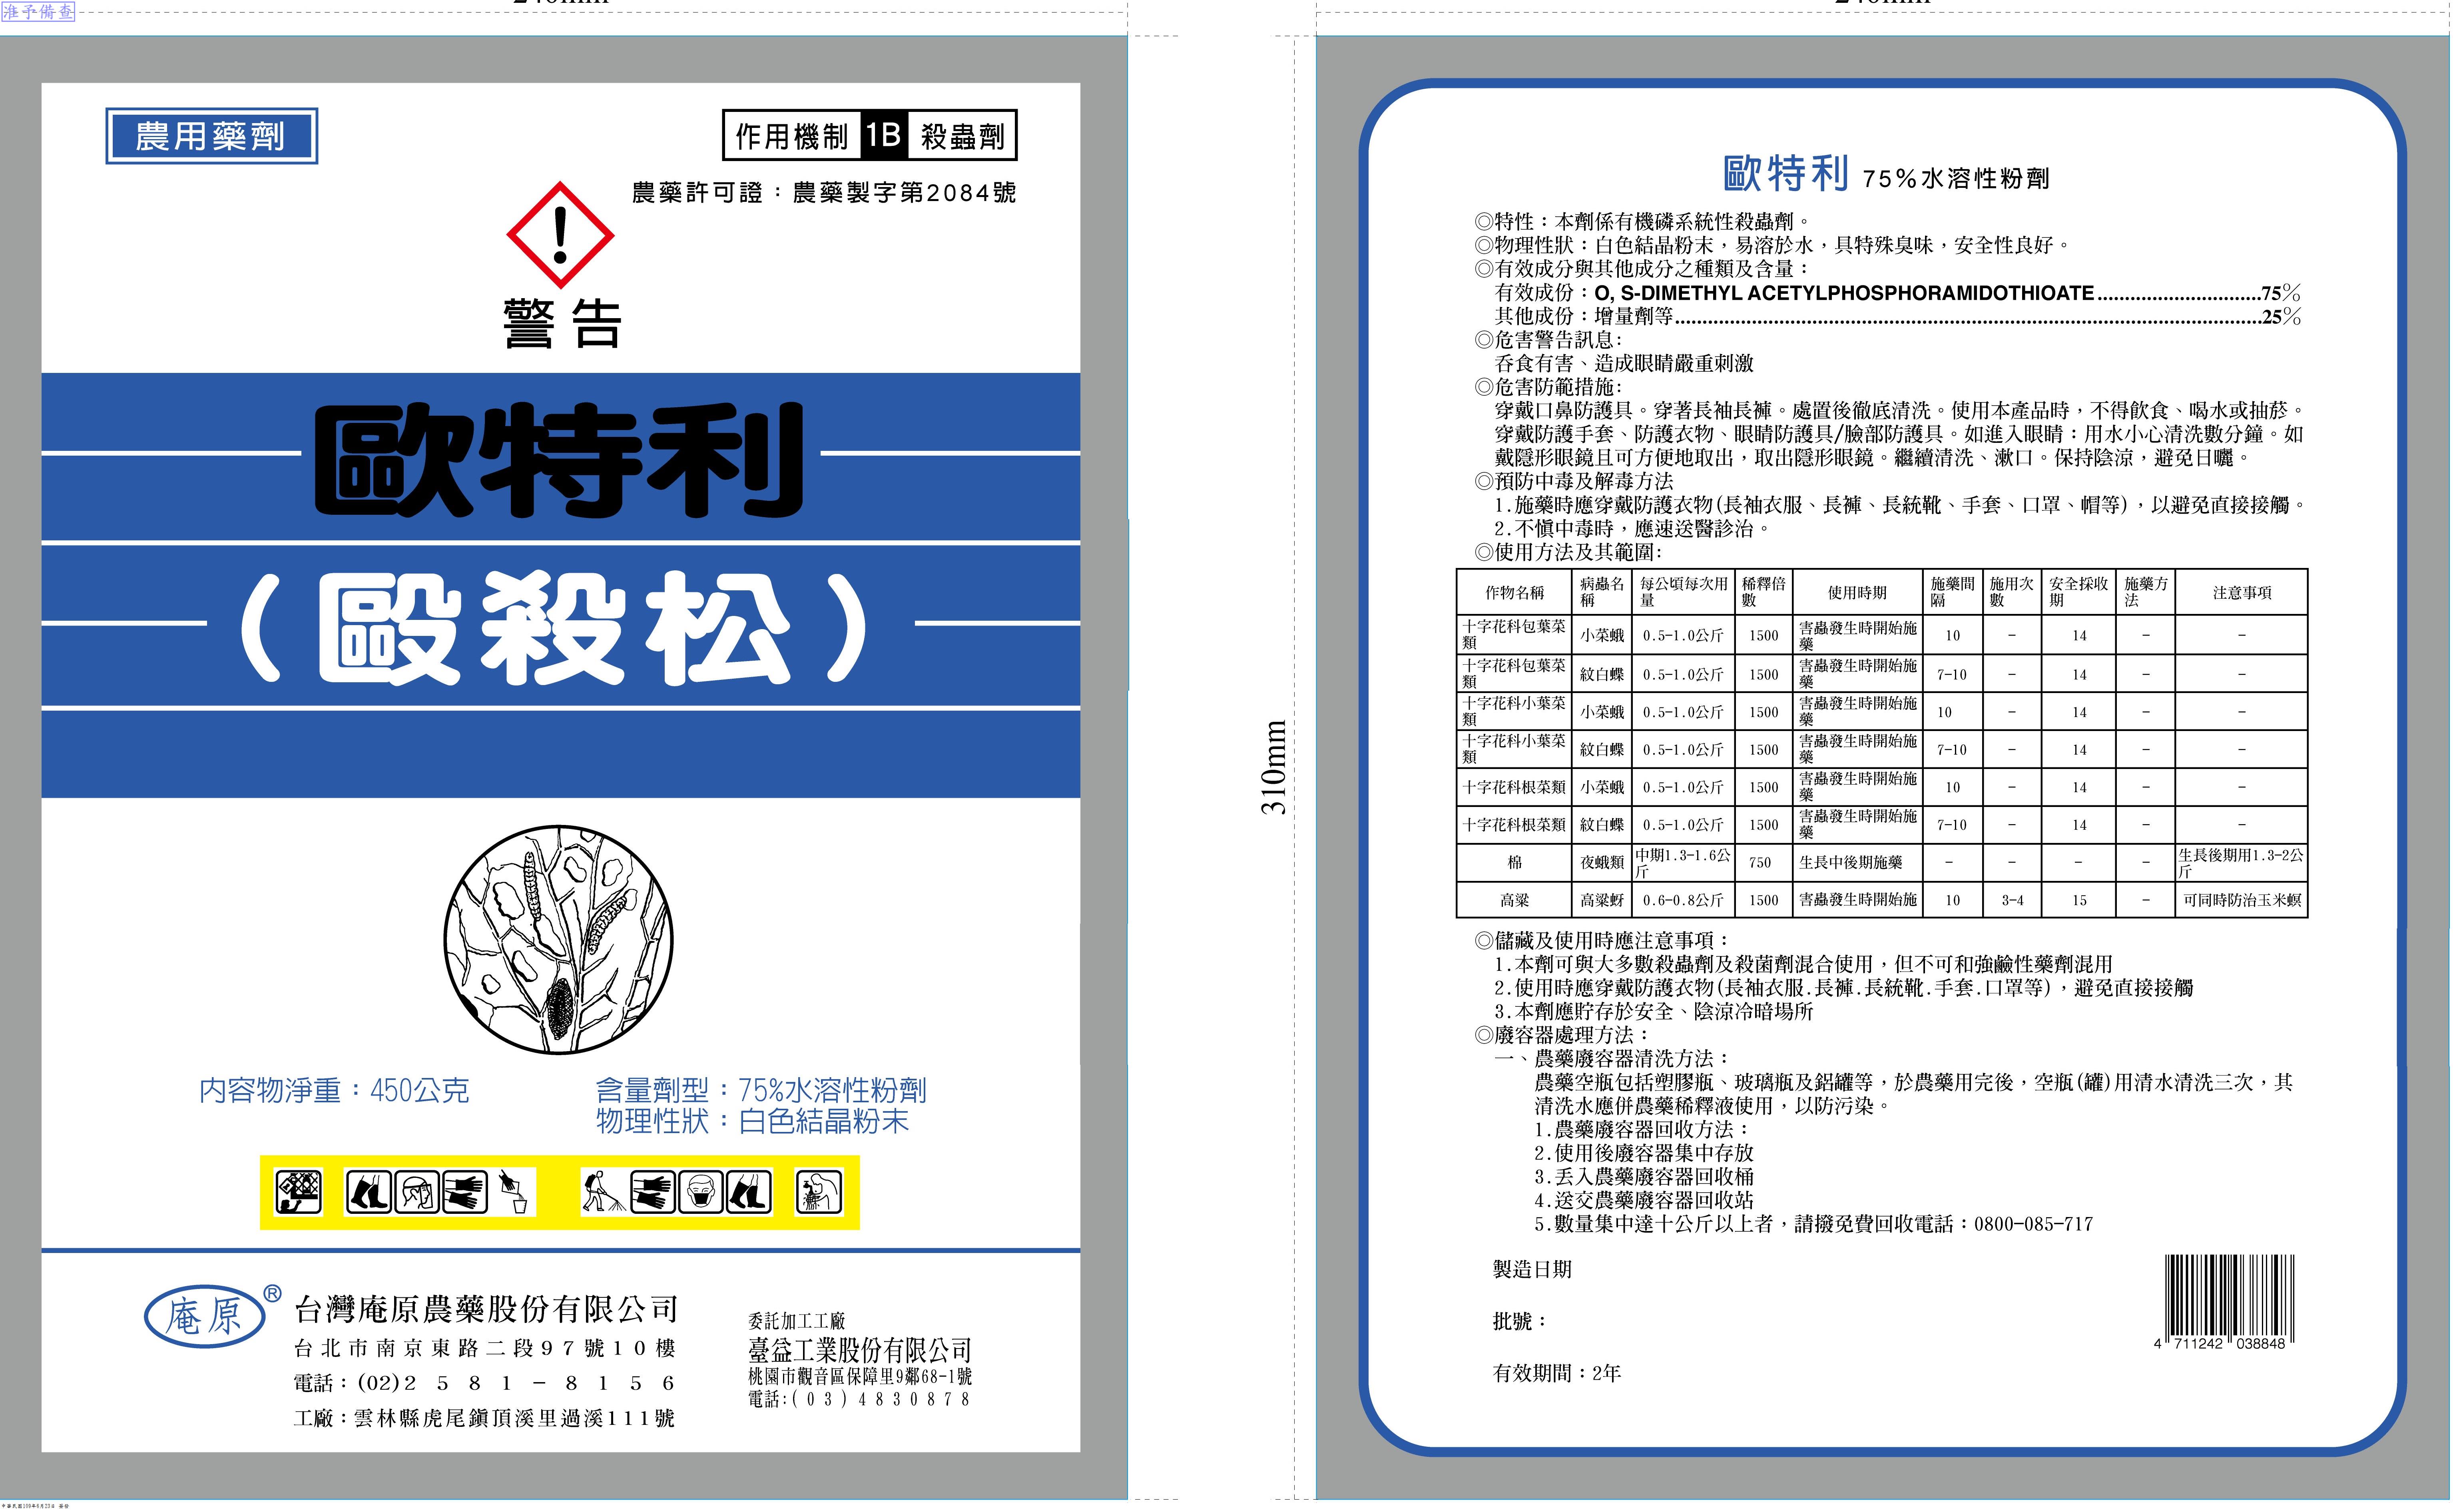 准予備查
農用藥劑
作用機制 1B 殺蟲劑
農藥許可證：農藥製字第2084號
警告
歐特利
（毆殺松）
內容物淨重：450公克
含量劑型：75%水溶性粉劑
物理性狀：白色結晶粉末
庵原®
台灣庵原農藥股份有限公司
台北市南京東路二段97號10樓
電話：(02)2581-8156
工廠：雲林縣虎尾鎮頂溪里過溪111號
委託加工工廠
臺益工業股份有限公司
桃園市觀音區保障里9鄰68-1號
電話:(03)4830878
310mm
歐特利 75%水溶性粉劑
◎特性：本劑係有機磷系統性殺蟲劑。
◎物理性狀：白色結晶粉末，易溶於水，具特殊臭味，安全性良好。
◎有效成分與其他成分之種類及含量：
有效成份：O, S-DIMETHYL ACETYLPHOSPHORAMIDOTHIOATE..............................75%
其他成份：增量劑等..............................25%
◎危害警告訊息：
吞食有害、造成眼睛嚴重刺激
◎危害防範措施：
穿戴口鼻防護具。穿著長袖長褲。處置後徹底清洗。使用本產品時，不得飲食、喝水或抽菸。
穿戴防護手套、防護衣物、眼睛防護具/臉部防護具。如進入眼睛：用水小心清洗數分鐘。如
戴隱形眼鏡且可方便地取出，取出隱形眼鏡。繼續清洗、漱口。保持陰涼，避免日曬。
◎預防中毒及解毒方法
1.施藥時應穿戴防護衣物(長袖衣服、長褲、長統靴、手套、口罩、帽等)，以避免直接接觸。
2.不慎中毒時，應速送醫診治。
◎使用方法及其範圍：
作物名稱 病蟲名稱 每公頃每次用量 稀釋倍數 使用時期 施藥間隔 施用次數 安全採收期 施藥方法 注意事項
十字花科包葉菜類 小菜蛾 0.5-1.0公斤 1500 害蟲發生時開始施藥 10 － 14 － －
十字花科包葉菜類 紋白蝶 0.5-1.0公斤 1500 害蟲發生時開始施藥 7-10 － 14 － －
十字花科小葉菜類 小菜蛾 0.5-1.0公斤 1500 害蟲發生時開始施藥 10 － 14 － －
十字花科小葉菜類 紋白蝶 0.5-1.0公斤 1500 害蟲發生時開始施藥 7-10 － 14 － －
十字花科根菜類 小菜蛾 0.5-1.0公斤 1500 害蟲發生時開始施藥 10 － 14 － －
十字花科根菜類 紋白蝶 0.5-1.0公斤 1500 害蟲發生時開始施藥 7-10 － 14 － －
棉 夜蛾類 中期1.3-1.6公斤 750 生長中後期施藥 － － － － 生長後期用1.3-2公斤
高粱 高粱蚜 0.6-0.8公斤 1500 害蟲發生時開始施 10 3-4 15 － 可同時防治玉米螟
◎儲藏及使用時應注意事項：
1.本劑可與大多數殺蟲劑及殺菌劑混合使用，但不可和強鹼性藥劑混用
2.使用時應穿戴防護衣物(長袖衣服.長褲.長統靴.手套.口罩等)，避免直接接觸
3.本劑應貯存於安全、陰涼冷暗場所
◎廢容器處理方法：
一、農藥廢容器清洗方法：
農藥空瓶包括塑膠瓶、玻璃瓶及鋁罐等，於農藥用完後，空瓶(罐)用清水清洗三次，其
清洗水應併農藥稀釋液使用，以防污染。
1.農藥廢容器回收方法：
2.使用後廢容器集中存放
3.丟入農藥廢容器回收桶
4.送交農藥廢容器回收站
5.數量集中達十公斤以上者，請撥免費回收電話：0800-085-717
製造日期
批號：
有效期間：2年
4 711242 038848